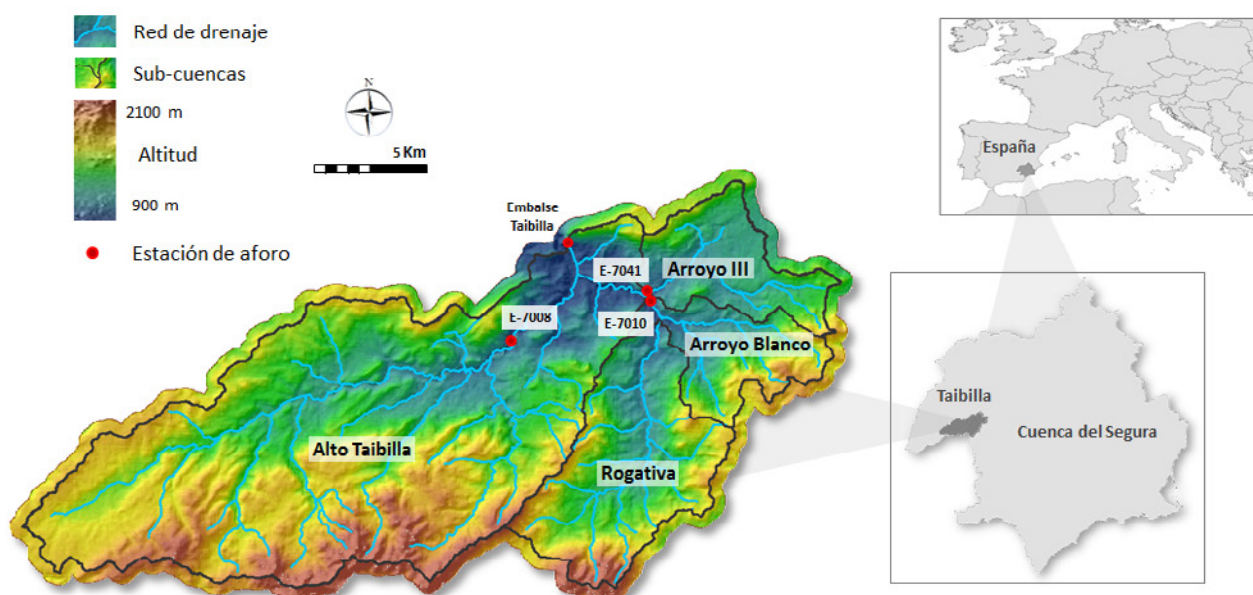 Red de drenaje
Sub-cuencas
2100 m
Altitud
900 m
Estación de aforo
N
5 Km
Embalse
Taibilla
E-7041
Arroyo III
E-7008
E-7010
Arroyo Blanco
Alto Taibilla
Rogativa
España
Taibilla
Cuenca del Segura